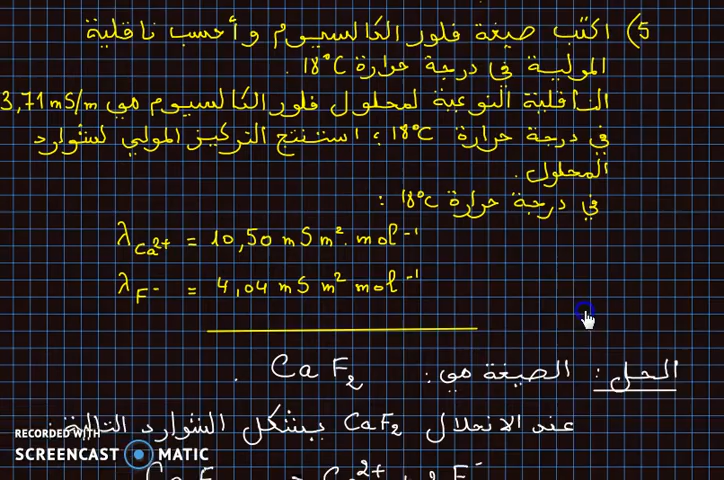 5) اكتب صيغة فلور الكالسيوم وأحسب ناقلية
المولية في درجة حرارة 18°C .
الناقلية النوعية لمحلول فلور الكالسيوم هي 3,71 mS/m
في درجة حرارة 18°C ، استنتج التركيز المولي لشوارد
المحلول .
في درجة حرارة 18°C :
λCa²⁺ = 10,50 mS m². mol⁻¹
λF⁻ = 4,04 mS m² mol⁻¹
الحل : الصيغة هي : CaF₂ .
عند الانحلال CaF₂ بشكل الشوارد التالية
RECORDED WITH
SCREENCAST MATIC